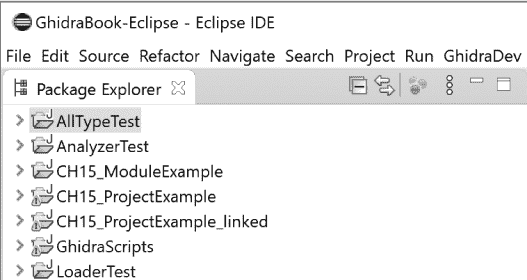 GhidraBook-Eclipse - Eclipse IDE
File Edit Source Refactor Navigate Search Project Run GhidraDev
Package Explorer
AllTypeTest
AnalyzerTest
CH15_ModuleExample
CH15_ProjectExample
CH15_ProjectExample_linked
GhidraScripts
LoaderTest